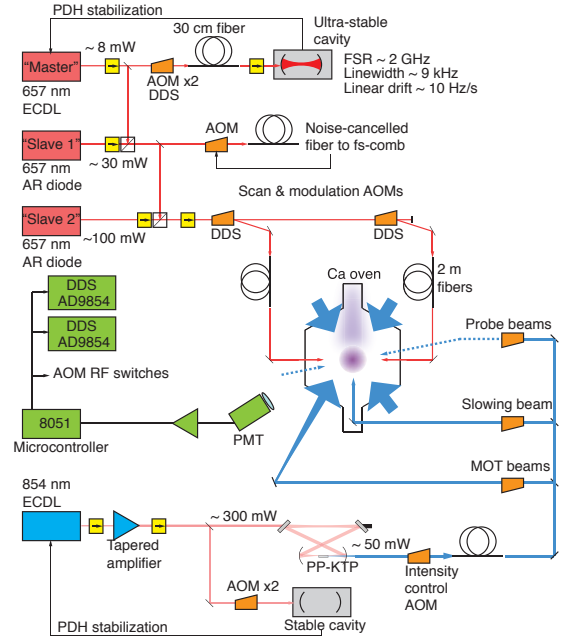 PDH stabilization
~ 8 mW
30 cm fiber
Ultra-stable
cavity
"Master"
AOM x2
DDS
FSR ~ 2 GHz
Linewidth ~ 9 kHz
Linear drift ~ 10 Hz/s
657 nm
ECDL
"Slave 1"
~ 30 mW
AOM
Noise-cancelled
fiber to fs-comb
657 nm
AR diode
Scan & modulation AOMs
"Slave 2"
~100 mW
DDS
DDS
657 nm
AR diode
2 m
fibers
Ca oven
DDS
AD9854
DDS
AD9854
AOM RF switches
8051
Microcontroller
PMT
Probe beams
Slowing beam
MOT beams
854 nm
ECDL
Tapered
amplifier
~ 300 mW
~ 50 mW
PP-KTP
Intensity
control
AOM
AOM x2
Stable cavity
PDH stabilization